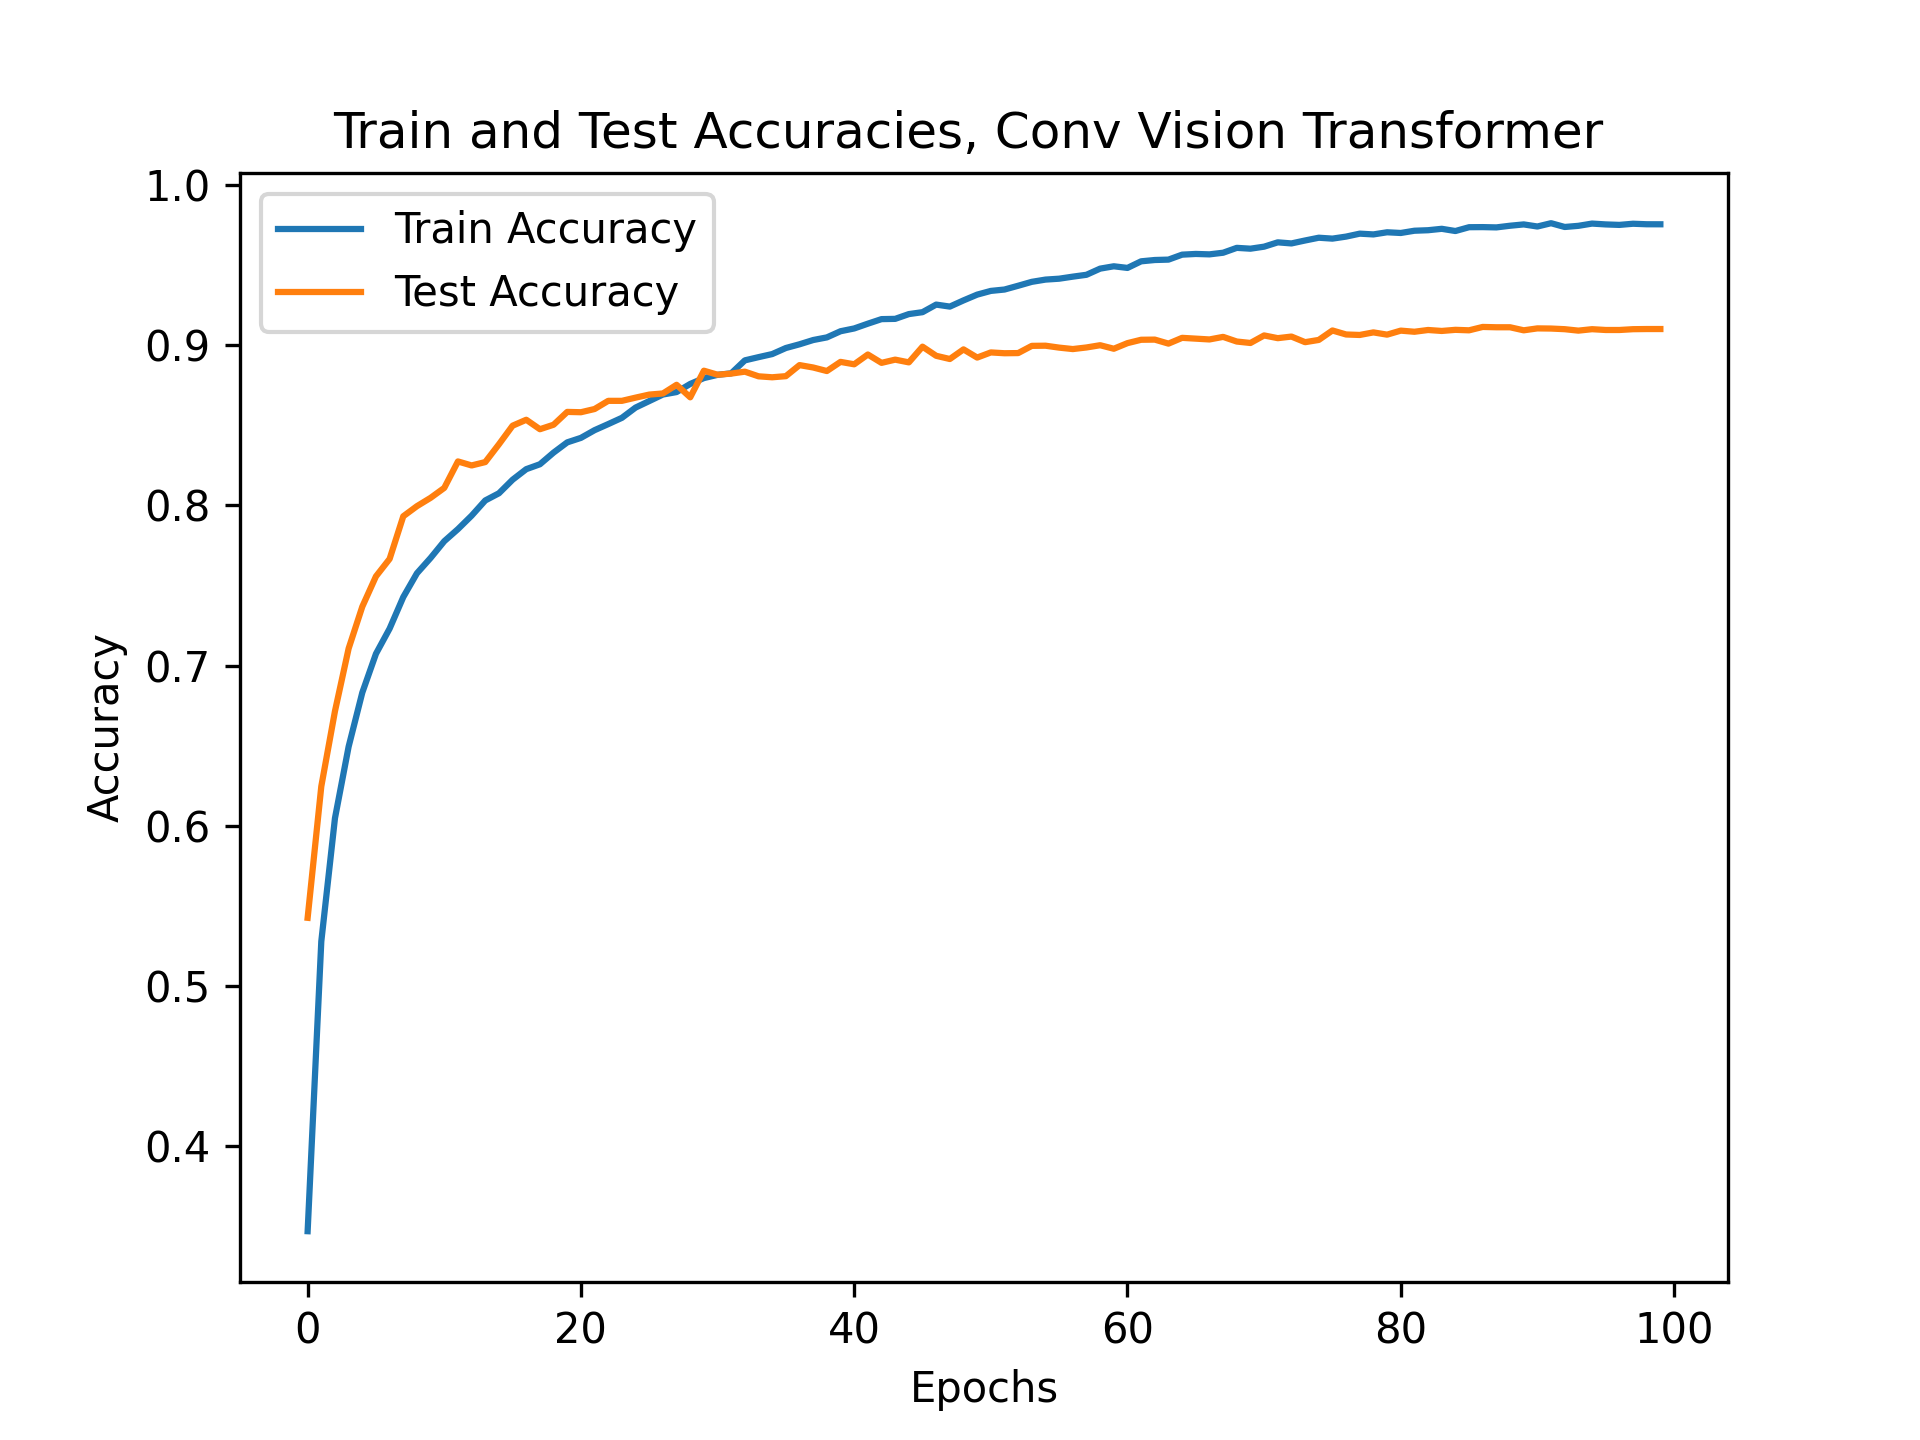 Train and Test Accuracies, Conv Vision Transformer
Train Accuracy
Test Accuracy
1.0
0.9
0.8
0.7
0.6
0.5
0.4
Accuracy
0 20 40 60 80 100
Epochs